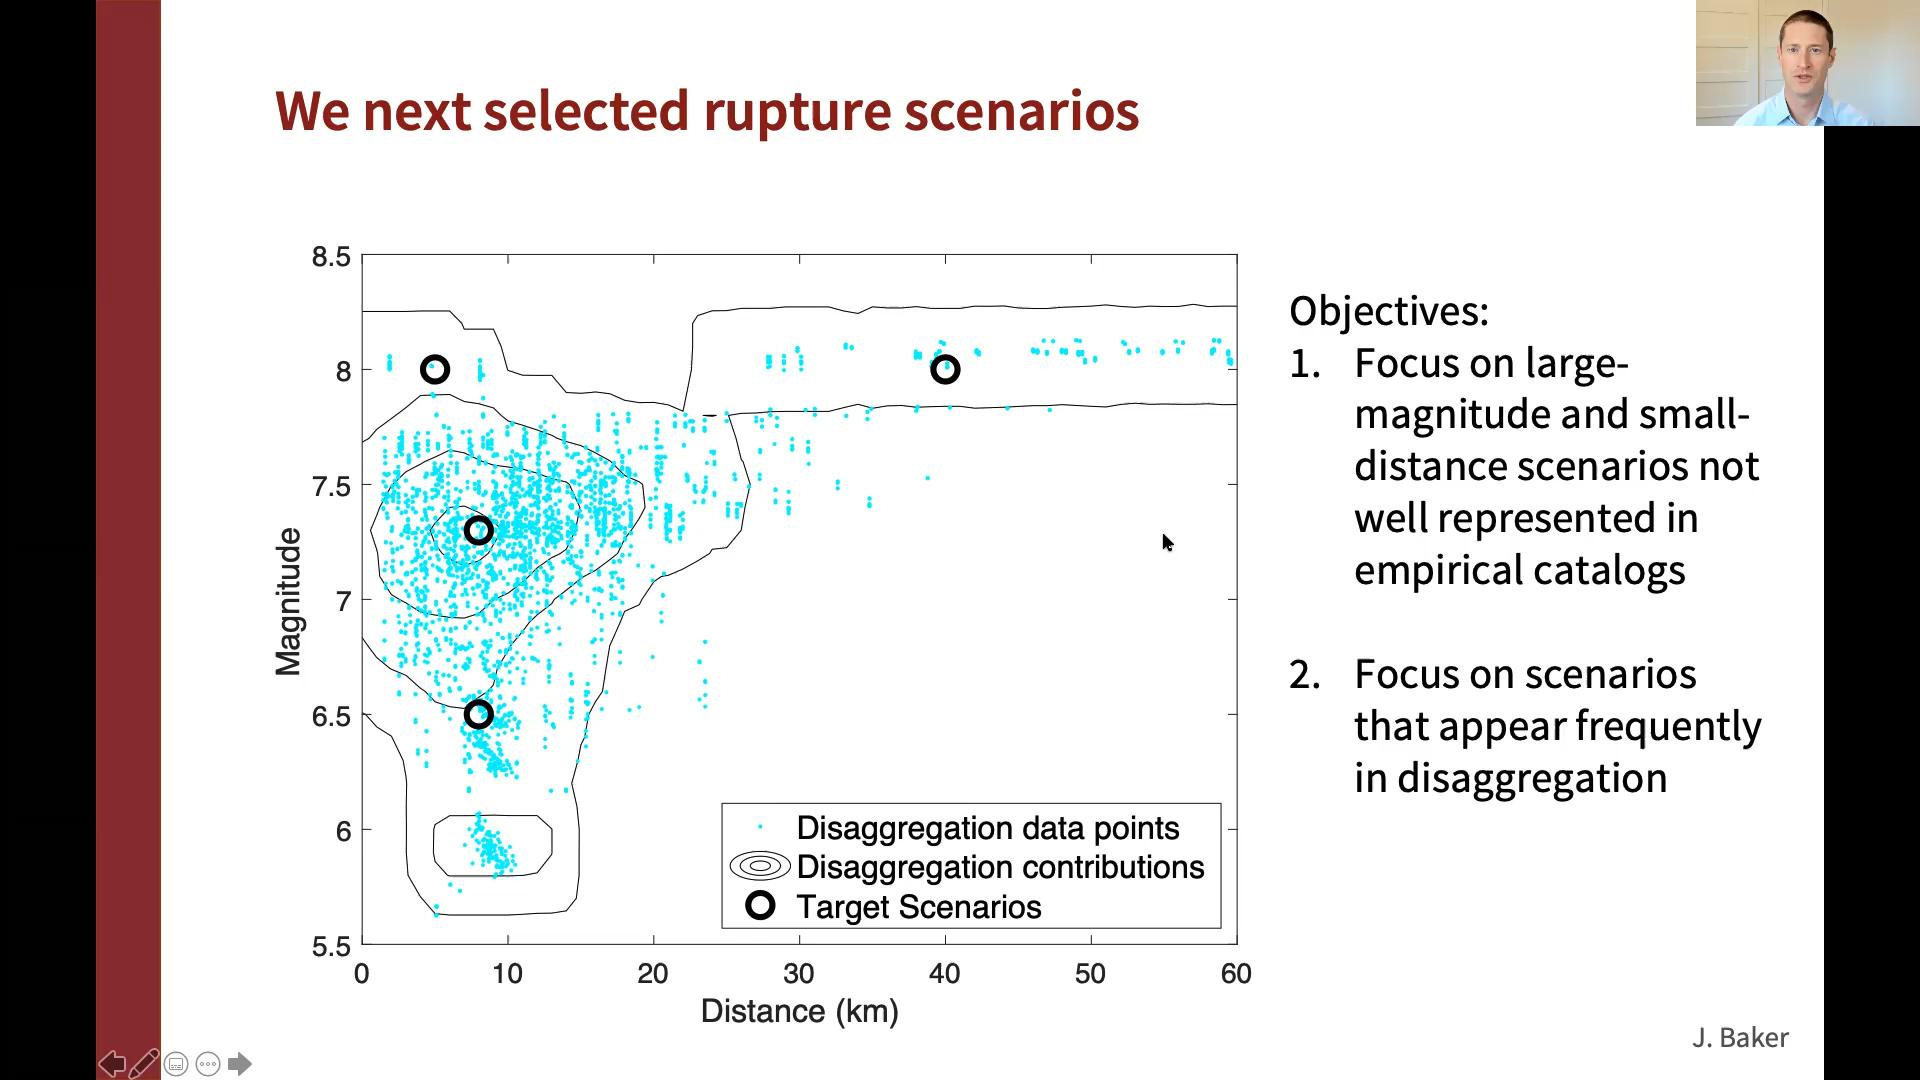 We next selected rupture scenarios
8.5
8
7.5
7
6.5
6
5.5
Magnitude
0 10 20 30 40 50 60
Distance (km)
Disaggregation data points
Disaggregation contributions
Target Scenarios
Objectives:
1. Focus on large-
magnitude and small-
distance scenarios not
well represented in
empirical catalogs
2. Focus on scenarios
that appear frequently
in disaggregation
J. Baker